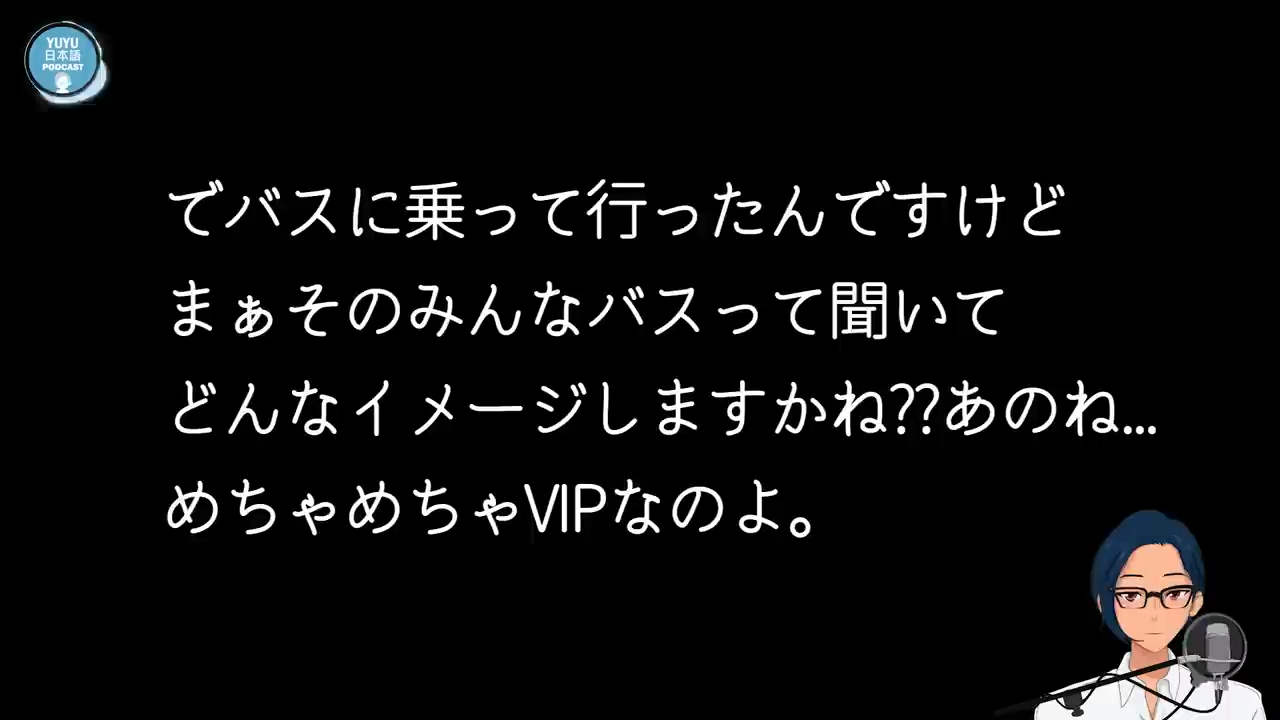 YUYU
日本語
PODCAST
でバスに乗って行ったんですけど
まぁそのみんなバスって聞いて
どんなイメージしますかね??あのね...
めちゃめちゃVIPなのよ。